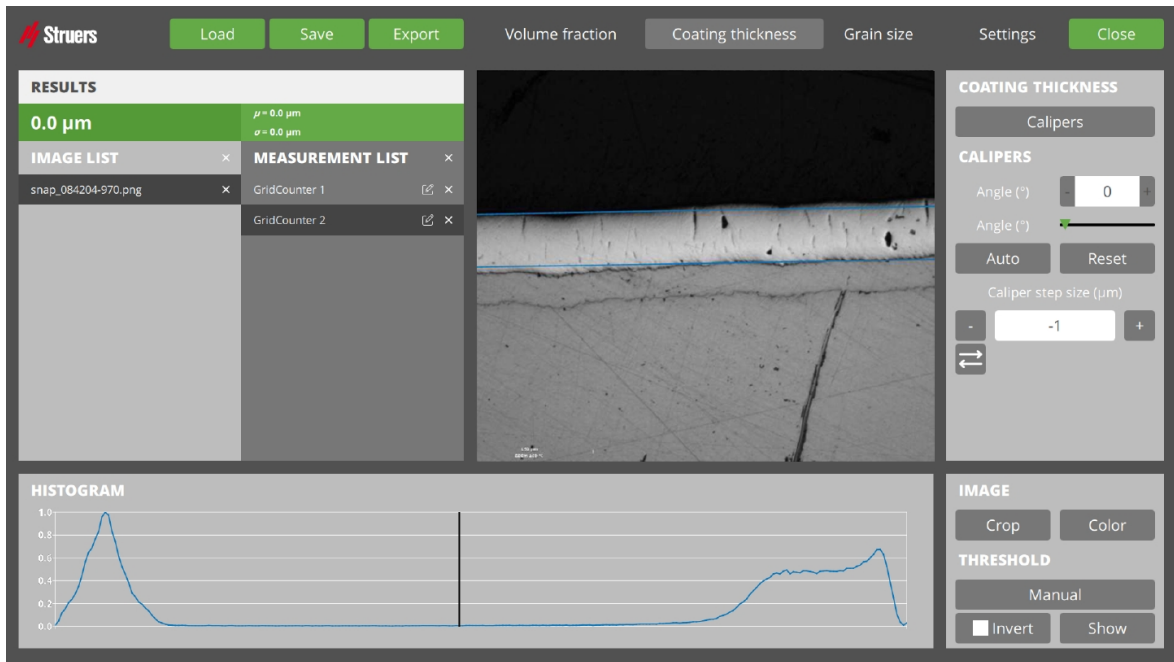 Struers
Load
Save
Export
Volume fraction
Coating thickness
Grain size
Settings
Close
RESULTS
0.0 μm
μ = 0.0 μm
σ = 0.0 μm
IMAGE LIST ×
snap_084204-970.png ×
MEASUREMENT LIST ×
GridCounter 1 ×
GridCounter 2 ×
COATING THICKNESS
Calipers
CALIPERS
Angle (°) - 0 +
Angle (°)
Auto
Reset
Caliper step size (μm)
- -1 +
HISTOGRAM
1.0
0.8
0.6
0.4
0.2
0.0
IMAGE
Crop
Color
THRESHOLD
Manual
Invert
Show